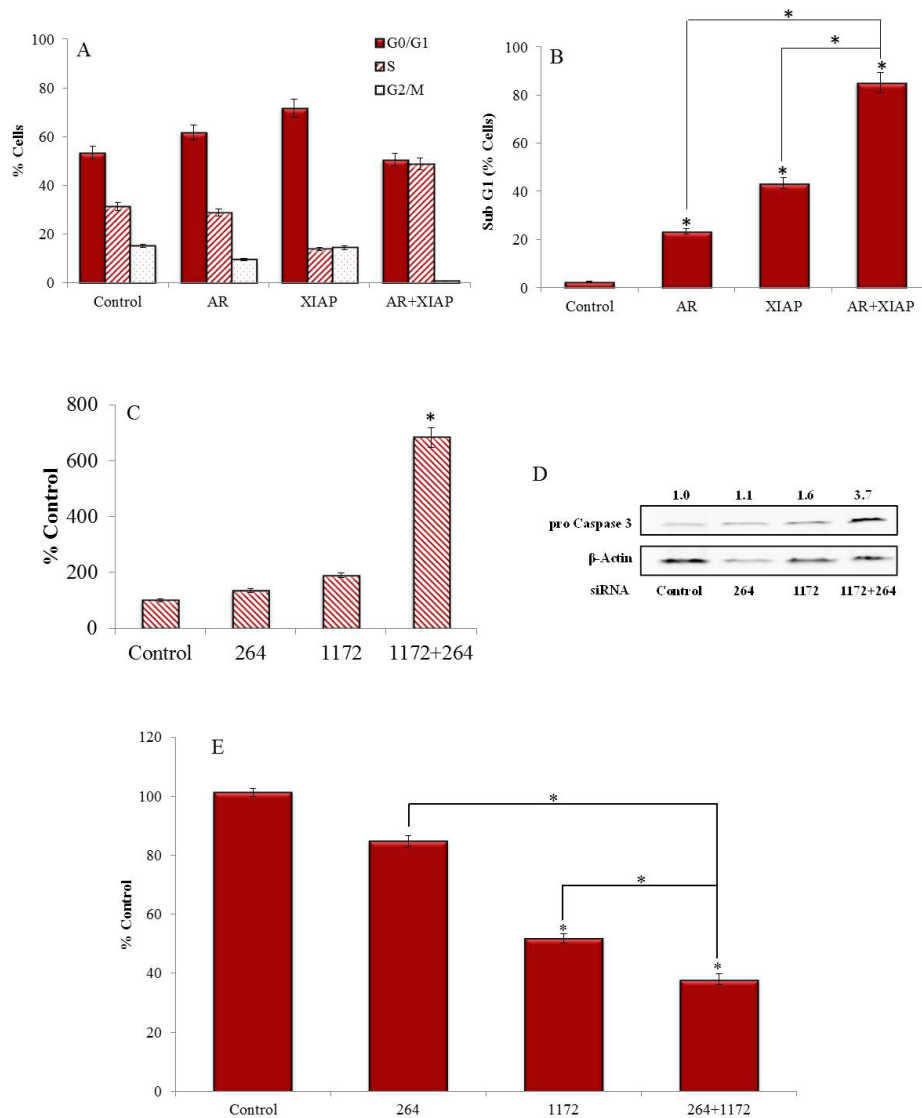 A
G0/G1
S
G2/M
% Cells
100
80
60
40
20
0
Control AR XIAP AR+XIAP
B
Sub G1 (% Cells)
100
80
60
40
20
0
*
*
*
*
*
Control AR XIAP AR+XIAP
C
% Control
800
600
400
200
0
*
Control 264 1172 1172+264
D
1.0 1.1 1.6 3.7
pro Caspase 3
β-Actin
siRNA Control 264 1172 1172+264
E
% Control
120
100
80
60
40
20
0
*
*
*
*
Control 264 1172 264+1172